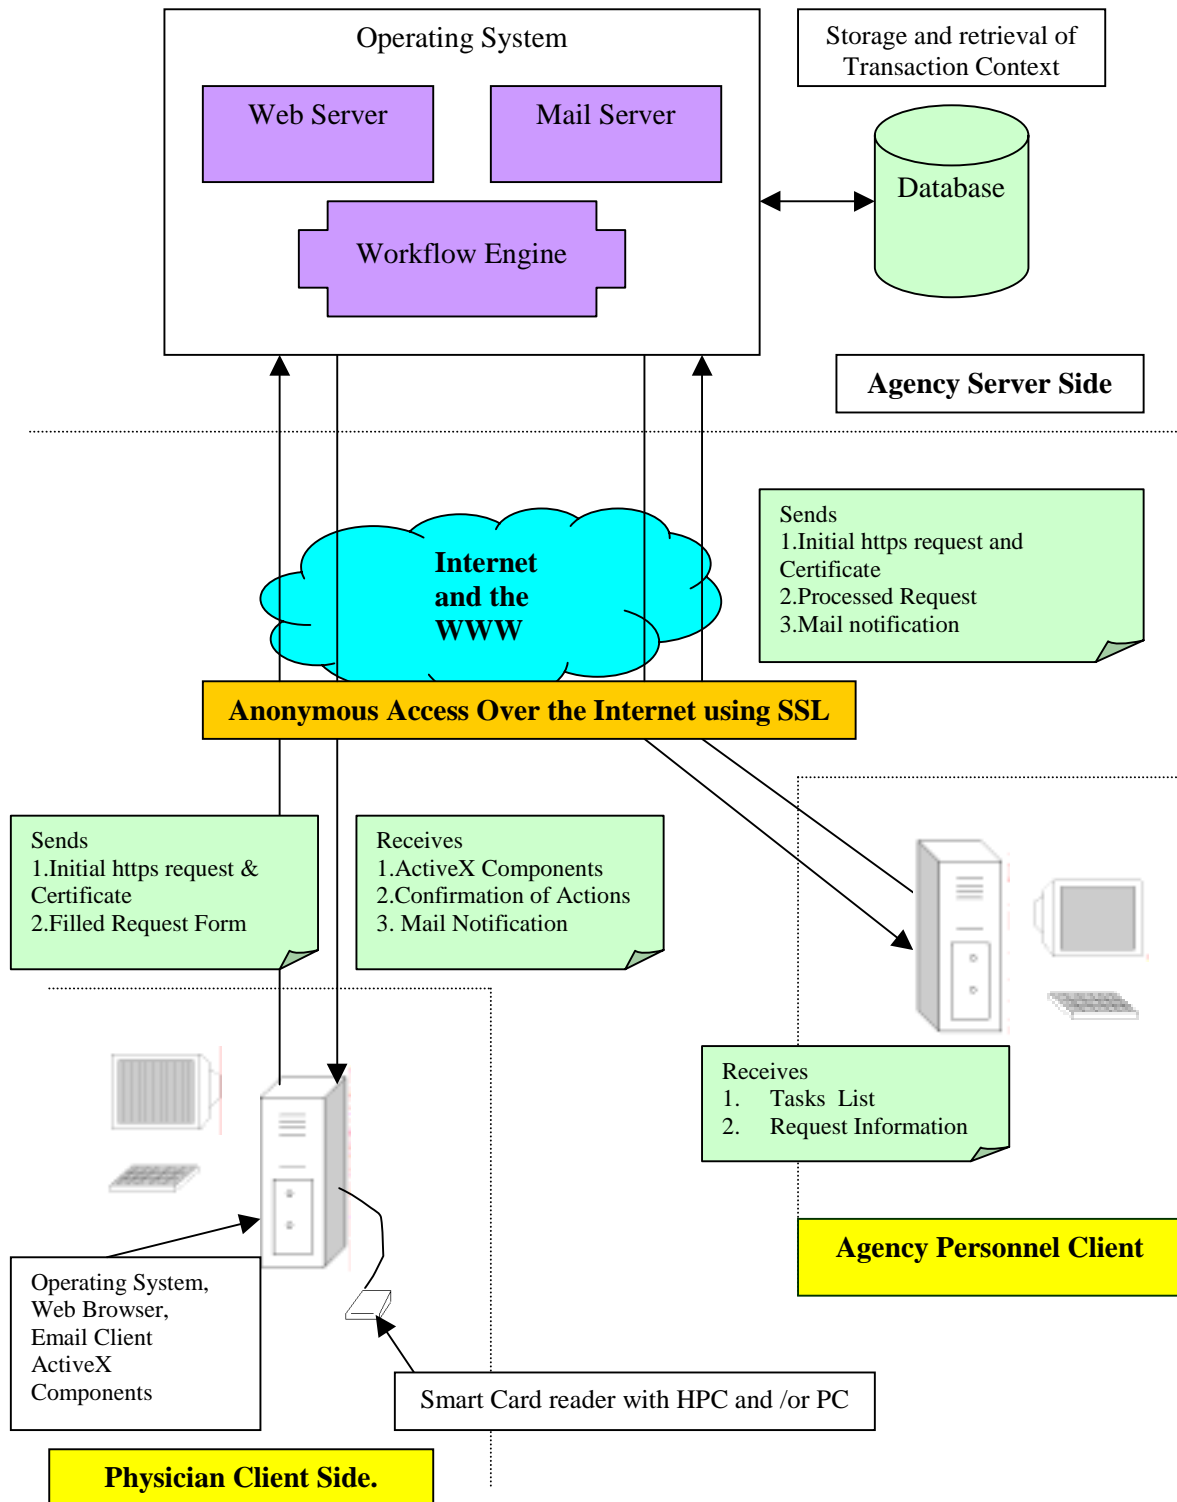 Operating System
Storage and retrieval of
Transaction Context
Web Server
Mail Server
Database
Workflow Engine
Agency Server Side
Internet
and the
WWW
Sends
1.Initial https request and
Certificate
2.Processed Request
3.Mail notification
Anonymous Access Over the Internet using SSL
Sends
1.Initial https request &
Certificate
2.Filled Request Form
Receives
1.ActiveX Components
2.Confirmation of Actions
3. Mail Notification
Receives
1. Tasks List
2. Request Information
Agency Personnel Client
Operating System,
Web Browser,
Email Client
ActiveX
Components
Smart Card reader with HPC and /or PC
Physician Client Side.